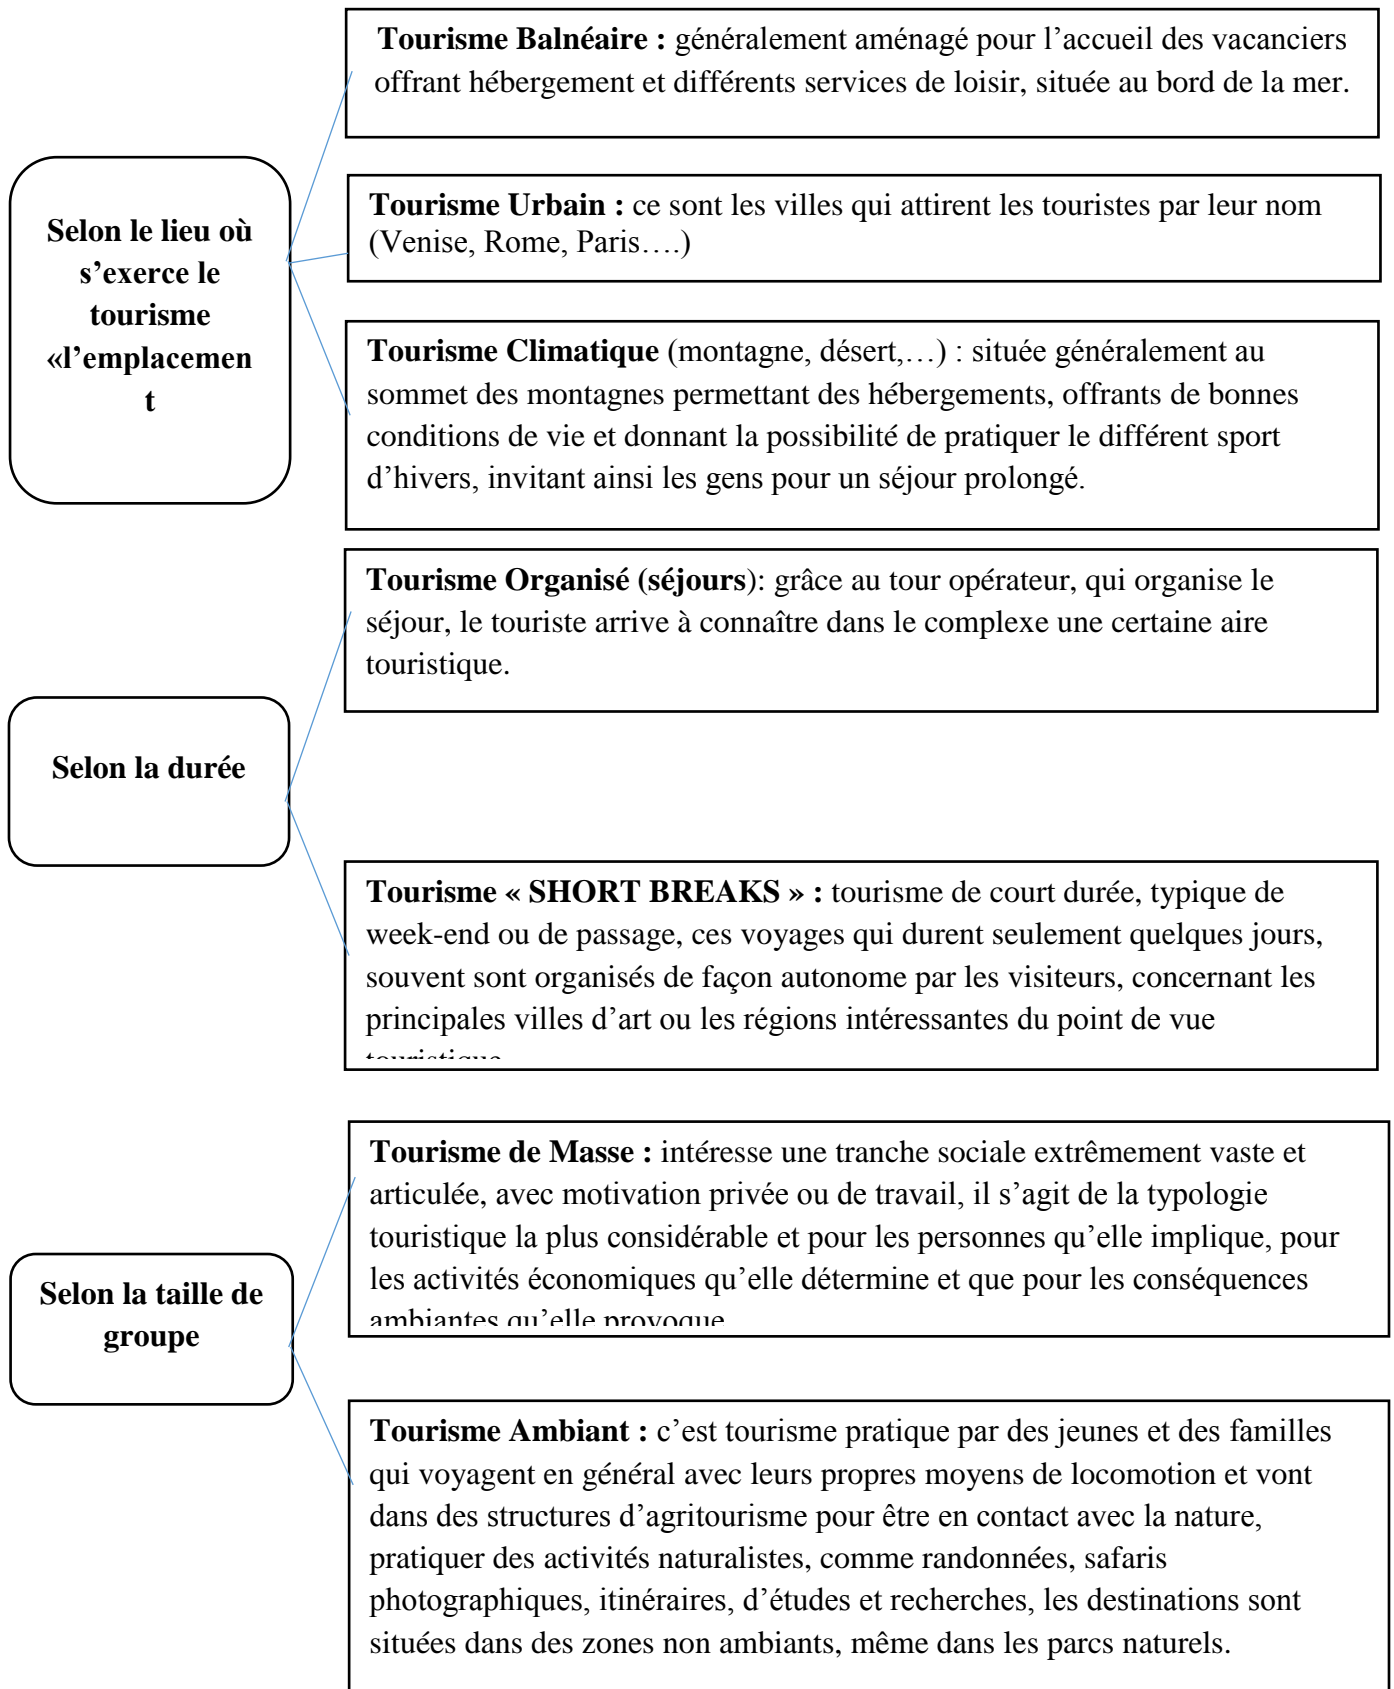 Tourisme Balnéaire : généralement aménagé pour l’accueil des vacanciers
offrant hébergement et différents services de loisir, située au bord de la mer.
Selon le lieu où
s’exerce le
tourisme
«l’emplacemen
t
Tourisme Urbain : ce sont les villes qui attirent les touristes par leur nom
(Venise, Rome, Paris….)
Tourisme Climatique (montagne, désert,…) : située généralement au
sommet des montagnes permettant des hébergements, offrants de bonnes
conditions de vie et donnant la possibilité de pratiquer le différent sport
d’hivers, invitant ainsi les gens pour un séjour prolongé.
Tourisme Organisé (séjours): grâce au tour opérateur, qui organise le
séjour, le touriste arrive à connaître dans le complexe une certaine aire
touristique.
Selon la durée
Tourisme « SHORT BREAKS » : tourisme de court durée, typique de
week-end ou de passage, ces voyages qui durent seulement quelques jours,
souvent sont organisés de façon autonome par les visiteurs, concernant les
principales villes d’art ou les régions intéressantes du point de vue
touristique
Tourisme de Masse : intéresse une tranche sociale extrêmement vaste et
articulée, avec motivation privée ou de travail, il s’agit de la typologie
touristique la plus considérable et pour les personnes qu’elle implique, pour
les activités économiques qu’elle détermine et que pour les conséquences
ambiantes qu’elle provoque
Selon la taille de
groupe
Tourisme Ambiant : c’est tourisme pratique par des jeunes et des familles
qui voyagent en général avec leurs propres moyens de locomotion et vont
dans des structures d’agritourisme pour être en contact avec la nature,
pratiquer des activités naturalistes, comme randonnées, safaris
photographiques, itinéraires, d’études et recherches, les destinations sont
situées dans des zones non ambiants, même dans les parcs naturels.